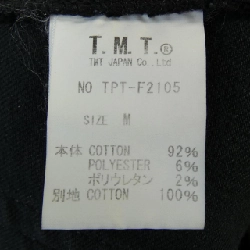 T.M.T.®
TMT JAPAN Co.,Ltd
NO TPT-F2105
SIZE M
本体 COTTON 92%
POLYESTER 6%
ポリウレタン 2%
別地 COTTON 100%